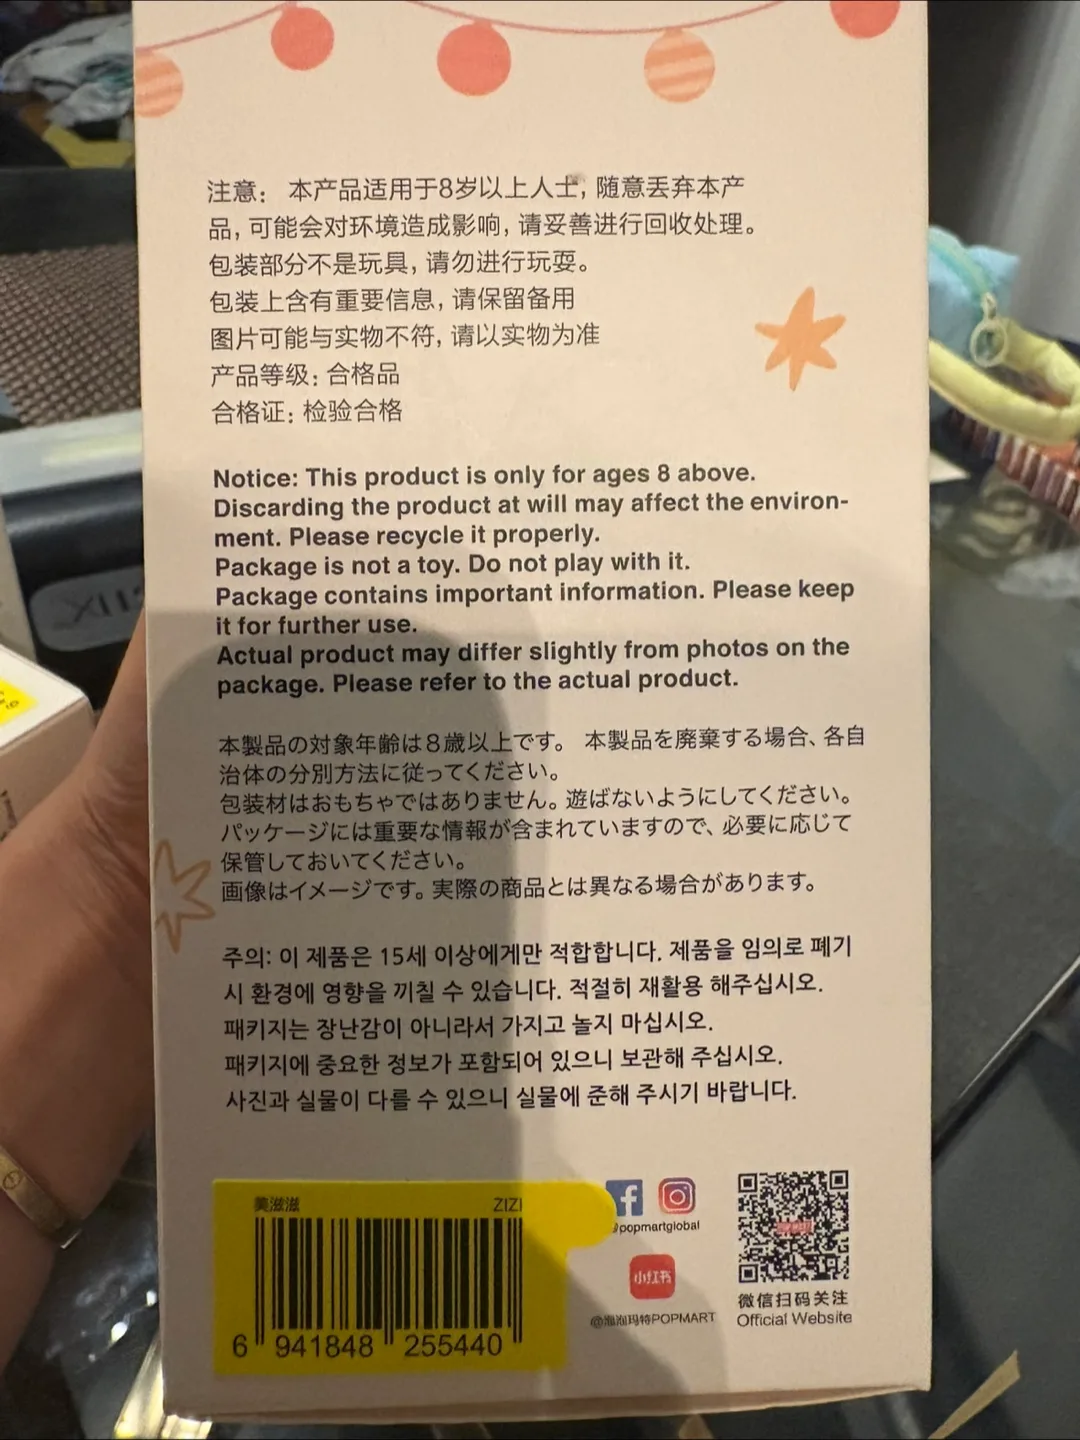 注意： 本产品适用于8岁以上人士, 随意丢弃本产
品, 可能会对环境造成影响, 请妥善进行回收处理。
包装部分不是玩具, 请勿进行玩耍。
包装上含有重要信息, 请保留备用
图片可能与实物不符, 请以实物为准
产品等级: 合格品
合格证: 检验合格
Notice: This product is only for ages 8 above.
Discarding the product at will may affect the environ-
ment. Please recycle it properly.
Package is not a toy. Do not play with it.
Package contains important information. Please keep
it for further use.
Actual product may differ slightly from photos on the
package. Please refer to the actual product.
本製品の対象年齢は8歳以上です。 本製品を廃棄する場合、各自
治体の分別方法に従ってください。
包装材はおもちゃではありません。遊ばないようにしてください。
パッケージには重要な情報が含まれていますので、必要に応じて
保管しておいてください。
画像はイメージです。実際の商品とは異なる場合があります。
주의: 이 제품은 15세 이상에게만 적합합니다. 제품을 임의로 폐기
시 환경에 영향을 끼칠 수 있습니다. 적절히 재활용 해주십시오.
패키지는 장난감이 아니라서 가지고 놀지 마십시오.
패키지에 중요한 정보가 포함되어 있으니 보관해 주십시오.
사진과 실물이 다를 수 있으니 실물에 준해 주시기 바랍니다.
美滋滋 ZIZI
6 941848 255440
@popmartglobal
小红书
@泡泡玛特POPMART
微信扫码关注
Official Website